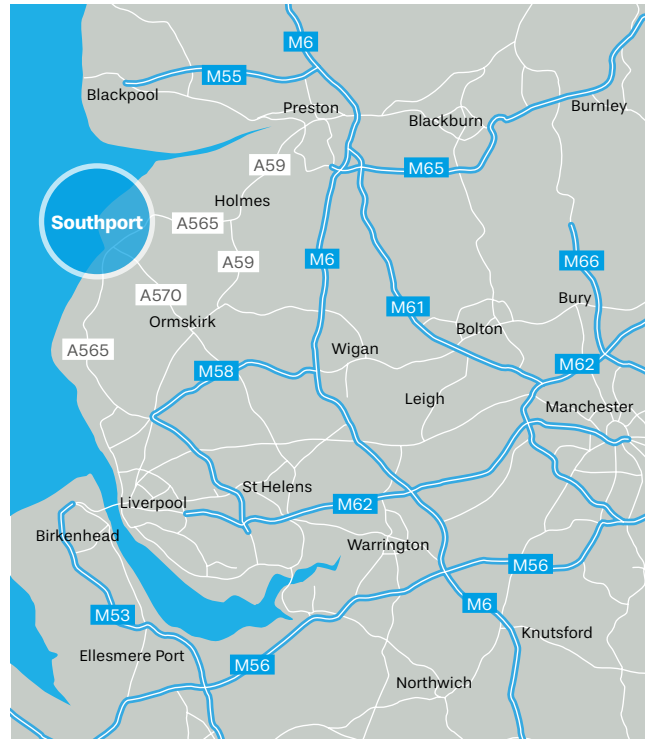 M6
M55
Blackpool
Preston
Burnley
Blackburn
A59
M65
Holmes
Southport
A565
A59
M6
M66
A570
Bury
M61
Ormskirk
Bolton
A565
Wigan
M58
M62
Leigh
Manchester
St Helens
Liverpool
M62
Birkenhead
Warrington
M56
M53
M6
Knutsford
Ellesmere Port
M56
Northwich